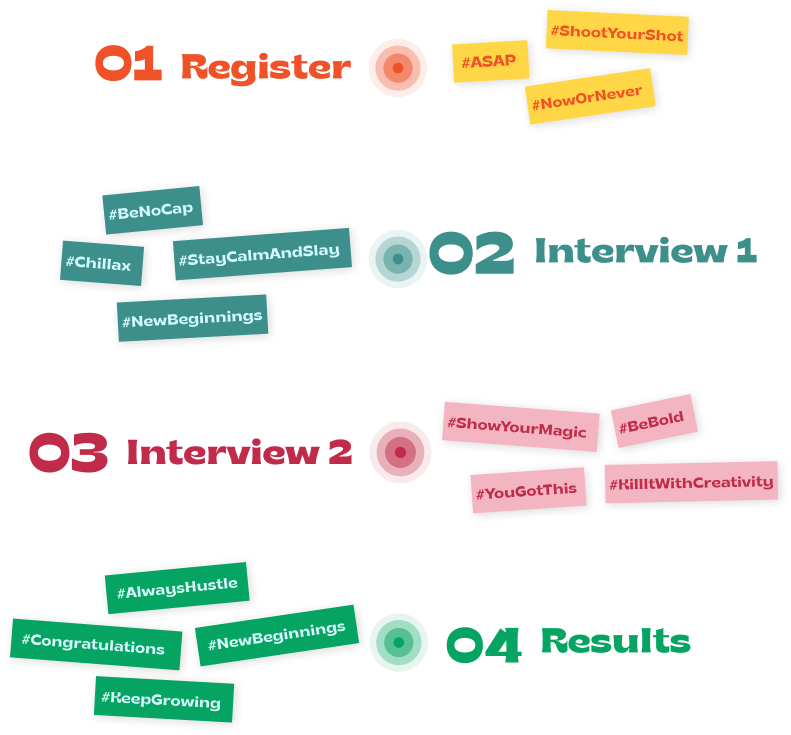 01 Register
#ShootYourShot
#ASAP
#NowOrNever
#BeNoCap
#Chillax
#StayCalmAndSlay
#NewBeginnings
02 Interview 1
03 Interview 2
#ShowYourMagic
#BeBold
#YouGotThis
#KillItWithCreativity
#AlwaysHustle
#Congratulations
#NewBeginnings
#KeepGrowing
04 Results